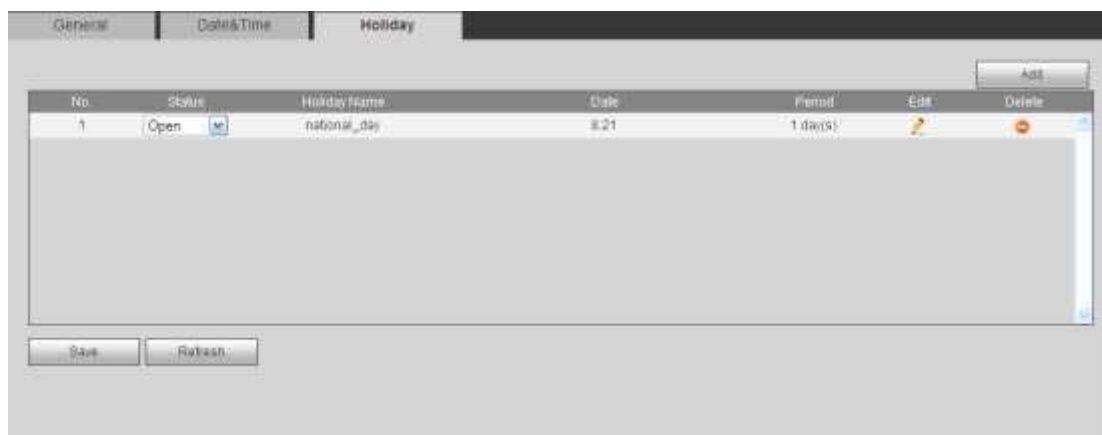 General Date&Time Holiday
Add
No. Status Holiday Name Date Period Edit Delete
1 Open national_day 8.21 1 day(s)
Save Refresh